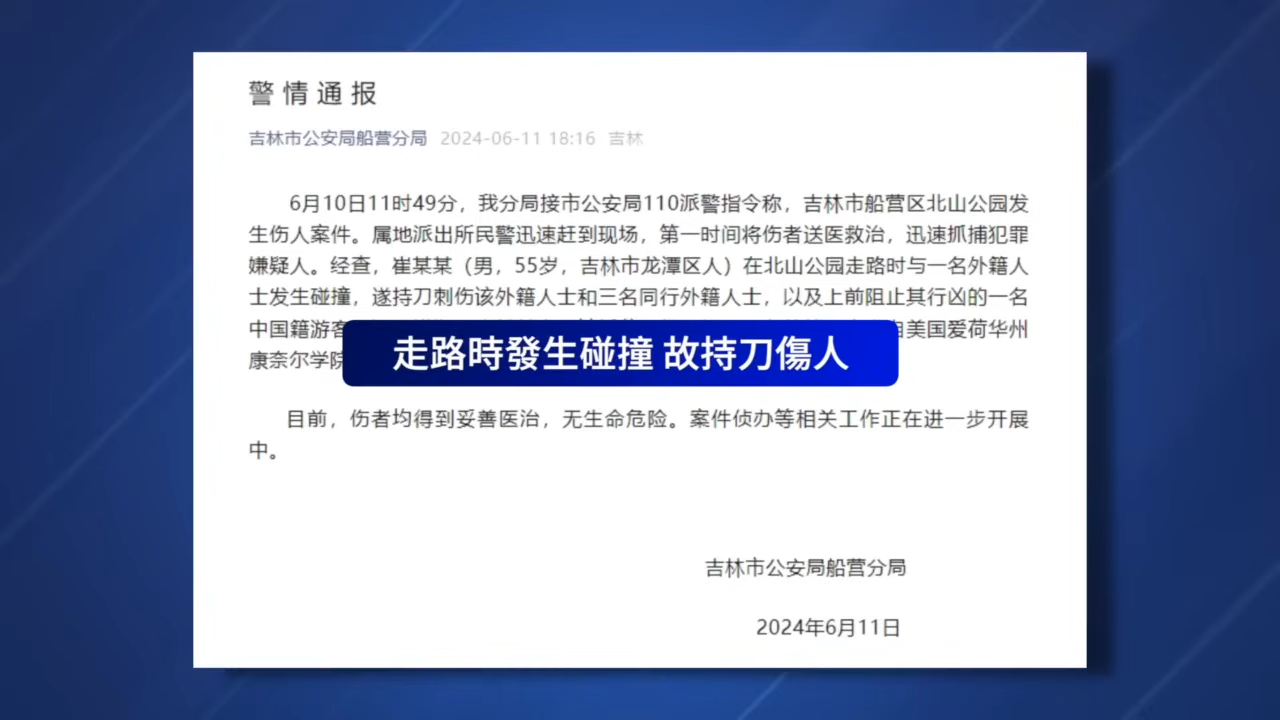 警情通报
吉林市公安局船营分局 2024-06-11 18:16 吉林
6月10日11时49分，我分局接市公安局110派警指令称，吉林市船营区北山公园发
生伤人案件。属地派出所民警迅速赶到现场，第一时间将伤者送医救治，迅速抓捕犯罪
嫌疑人。经查，崔某某（男，55岁，吉林市龙潭区人）在北山公园走路时与一名外籍人
士发生碰撞，遂持刀刺伤该外籍人士和三名同行外籍人士，以及上前阻止其行凶的一名
中国籍游客 自美国爱荷华州
走路時發生碰撞 故持刀傷人
康奈尔学院
目前，伤者均得到妥善医治，无生命危险。案件侦办等相关工作正在进一步开展
中。
吉林市公安局船营分局
2024年6月11日